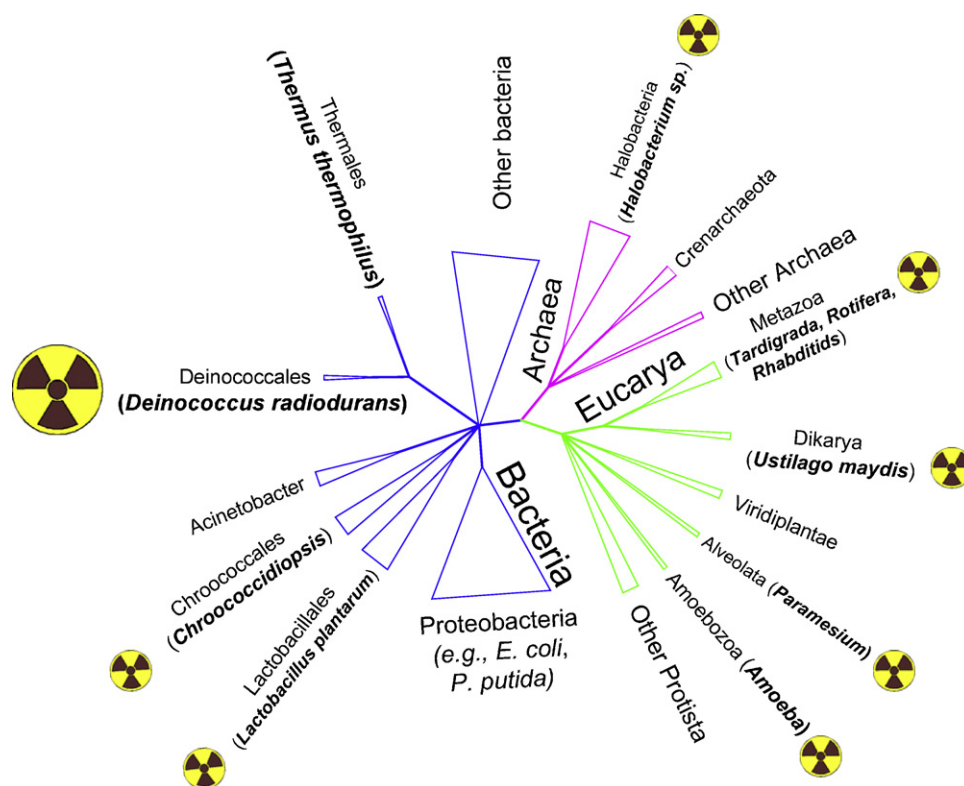 Halobacteria
(Halobacterium sp.)
Crenarchaeota
Other Archaea
Metazoa
(Tardigrada, Rotifera,
Rhabditids)
Dikarya
(Ustilago maydis)
Viridiplantae
Alveolata (Paramesium)
Amoebozoa (Amoeba)
Other Protista
Proteobacteria
(e.g., E. coli,
P. putida)
Lactobacillales
(Lactobacillus plantarum)
Chroococcales
(Chroococcidiopsis)
Acinetobacter
Deinococcales
(Deinococcus radiodurans)
Thermales
(Thermus thermophilus)
Other bacteria
Archaea
Eucarya
Bacteria